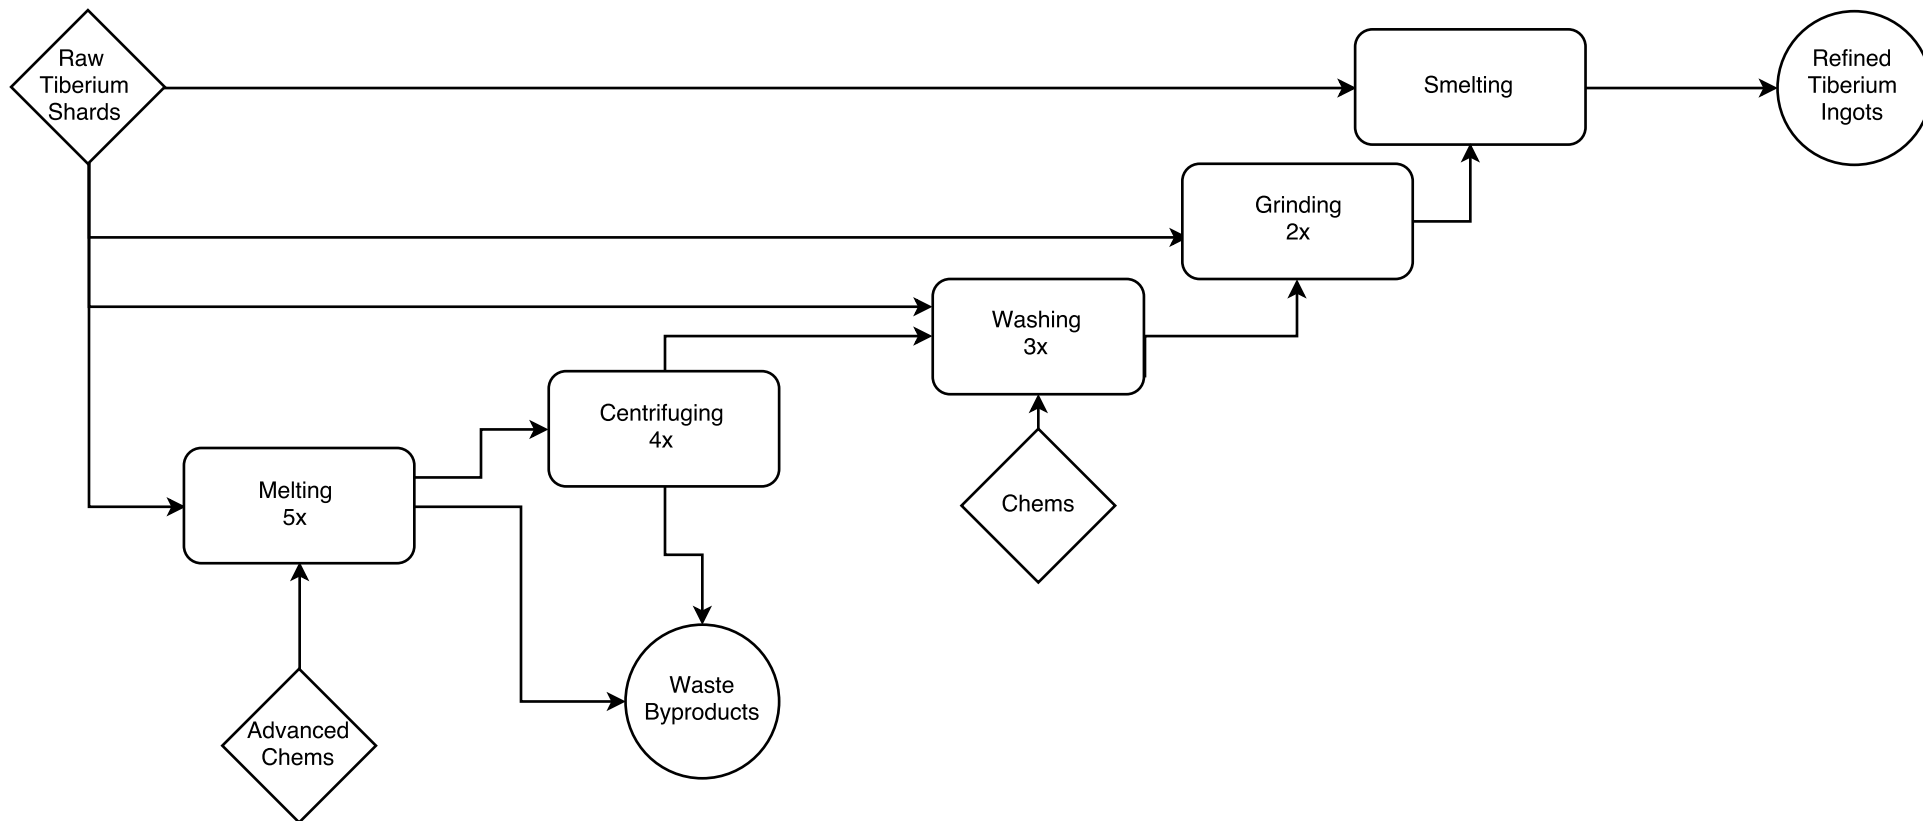 Raw
Tiberium
Shards
Smelting
Refined
Tiberium
Ingots
Grinding
2x
Washing
3x
Centrifuging
4x
Melting
5x
Chems
Waste
Byproducts
Advanced
Chems